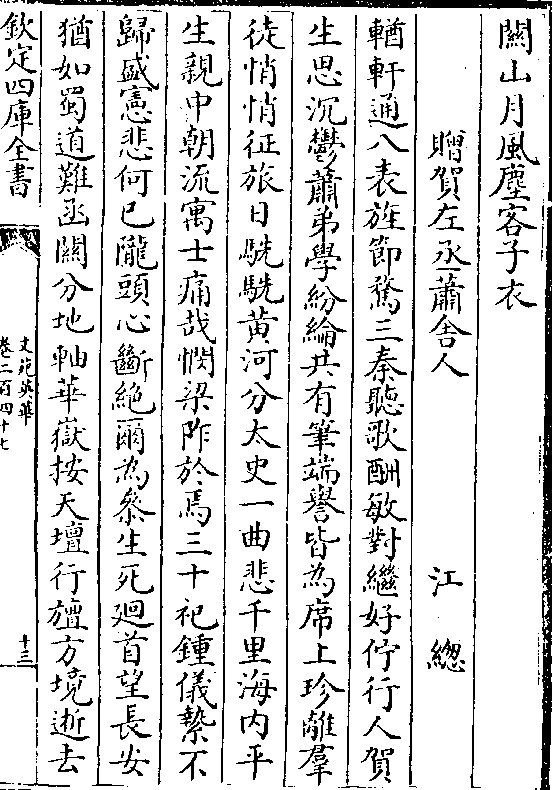 關山月風塵客子衣
贈賀左丞蕭舍人 江總
輶軒通八表旌節騖三秦聽歌酬敏對繼好佇行人賀
生思沉鬱蕭弟學紛綸共有筆端譽皆為席上珍離羣
徒悄悄征旅日駪駪黃河分太史一曲悲千里海内平
生親中朝流寓士痛哉憫梁祚於焉三十祀鍾儀縶不
歸盛憲悲何已隴頭心斷絶爾為參生死廻首望長安
猶如蜀道難函關分地軸華嶽按天壇行旜方境逝去
欽定四庫全書
文苑英華
卷二百四十七
十三